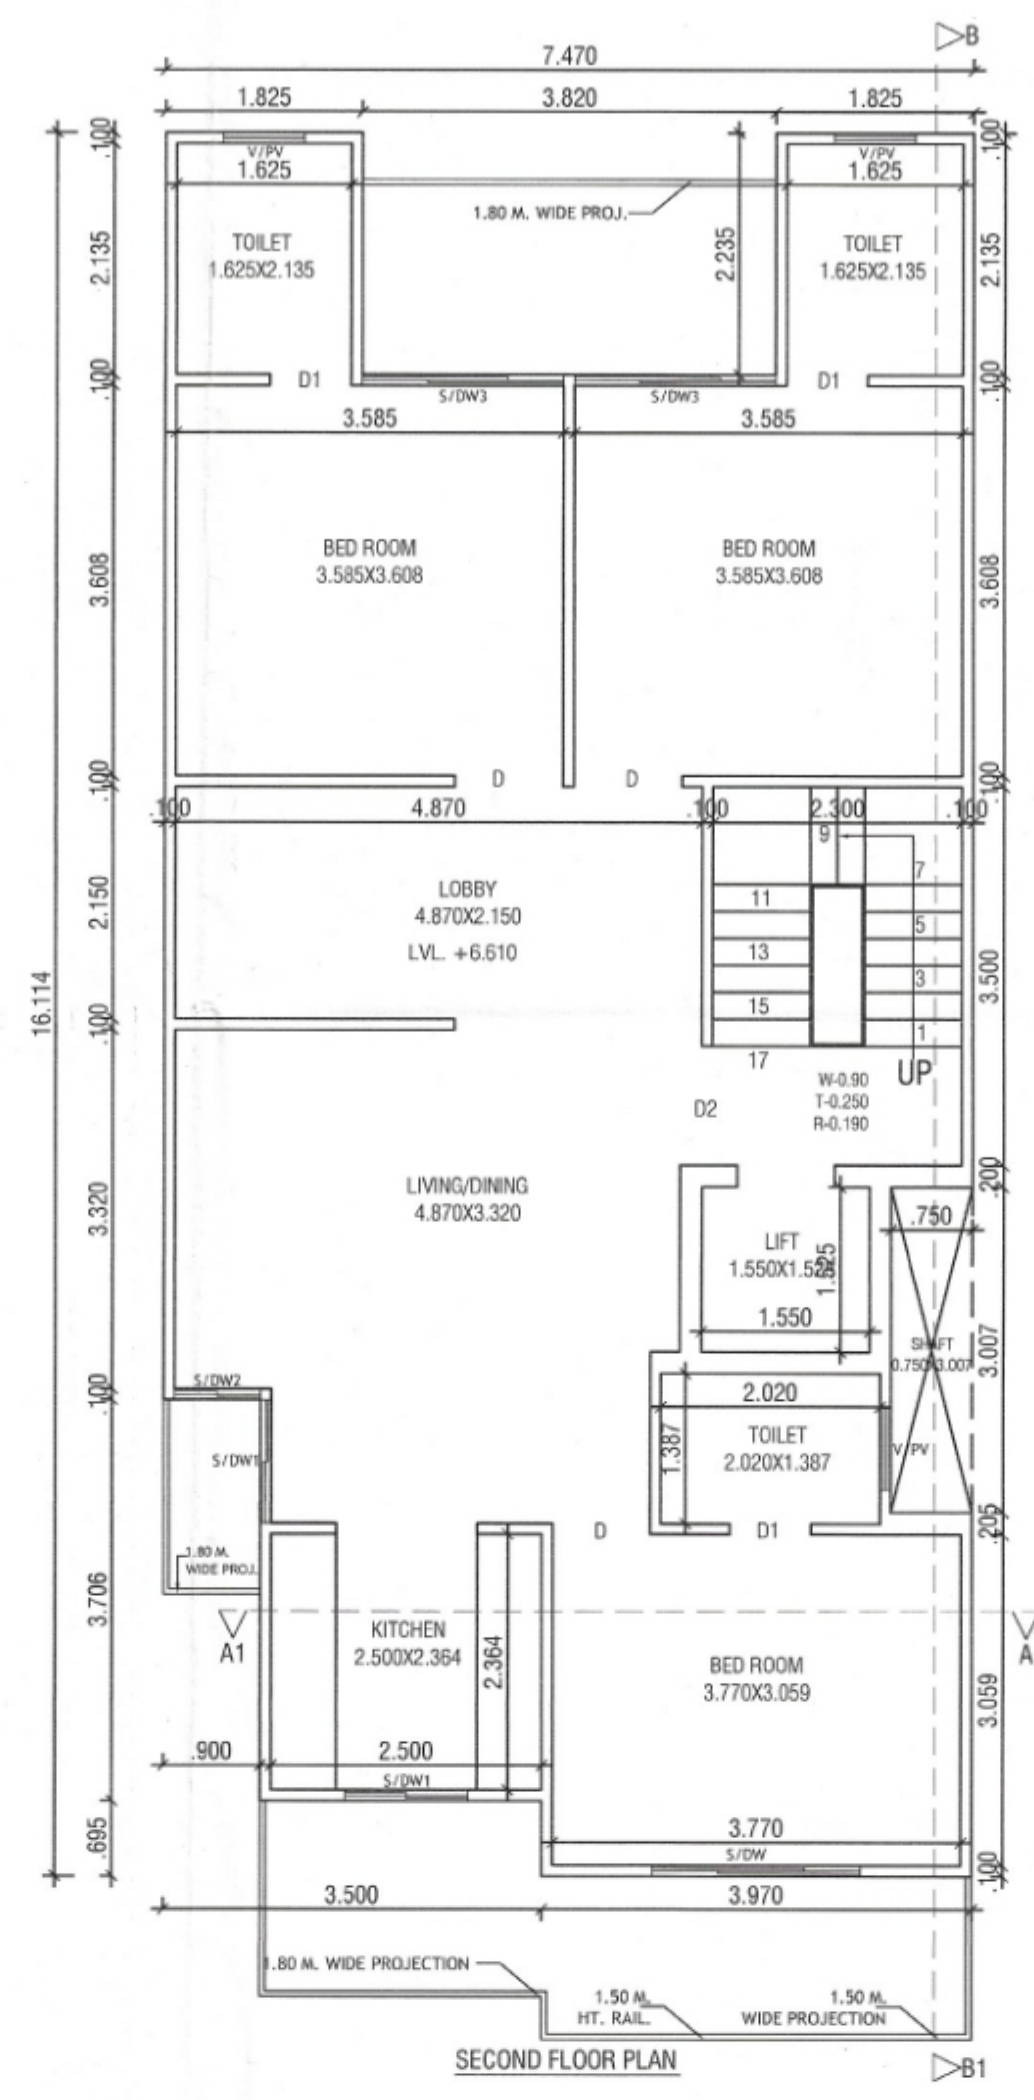 B
7.470
1.825
3.820
1.825
.100
.100
V/PV
1.625
V/PV
1.625
1.80 M. WIDE PROJ.
TOILET
1.625X2.135
TOILET
1.625X2.135
2.135
2.235
2.135
.100
D1
D1
.100
S/DW3
S/DW3
3.585
3.585
BED ROOM
3.585X3.608
BED ROOM
3.585X3.608
3.608
3.608
.100
D
D
.100
.100
4.870
.100
2.300
.100
9
7
LOBBY
4.870X2.150
LVL. +6.610
2.150
11
5
13
3
15
1
17
UP
3.500
16.114
.100
W-0.90
T-0.250
R-0.190
D2
.200
LIVING/DINING
4.870X3.320
3.320
.750
LIFT
1.550X1.525
1.525
1.550
SHAFT
0.750X3.007
3.007
.100
S/DW2
2.020
1.387
TOILET
2.020X1.387
V/PV
S/DW1
D
D1
.205
1.80 M.
WIDE PROJ.
3.706
A1
A
KITCHEN
2.500X2.364
2.364
BED ROOM
3.770X3.059
3.059
.900
2.500
S/DW1
.695
3.770
S/DW
.100
3.500
3.970
1.80 M. WIDE PROJECTION
1.50 M.
HT. RAIL.
1.50 M.
WIDE PROJECTION
SECOND FLOOR PLAN
B1